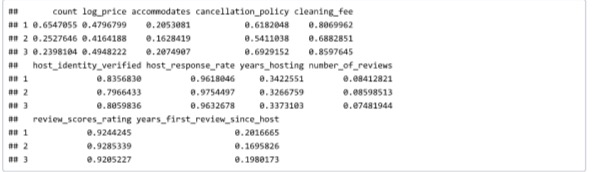 ## count log_price accommodates cancellation_policy cleaning_fee
## 1 0.6547055 0.4796799 0.2053081 0.6182048 0.8069962
## 2 0.2527646 0.4164188 0.1628419 0.5411038 0.6882851
## 3 0.2398104 0.4948222 0.2074907 0.6929152 0.8597645
## host_identity_verified host_response_rate years_hosting number_of_reviews
## 1 0.8356830 0.9618046 0.3422551 0.08412821
## 2 0.7966433 0.9754497 0.3266759 0.08598513
## 3 0.8059836 0.9632678 0.3373103 0.07481944
## review_scores_rating years_first_review_since_host
## 1 0.9244245 0.2016665
## 2 0.9285339 0.1695826
## 3 0.9205227 0.1980173